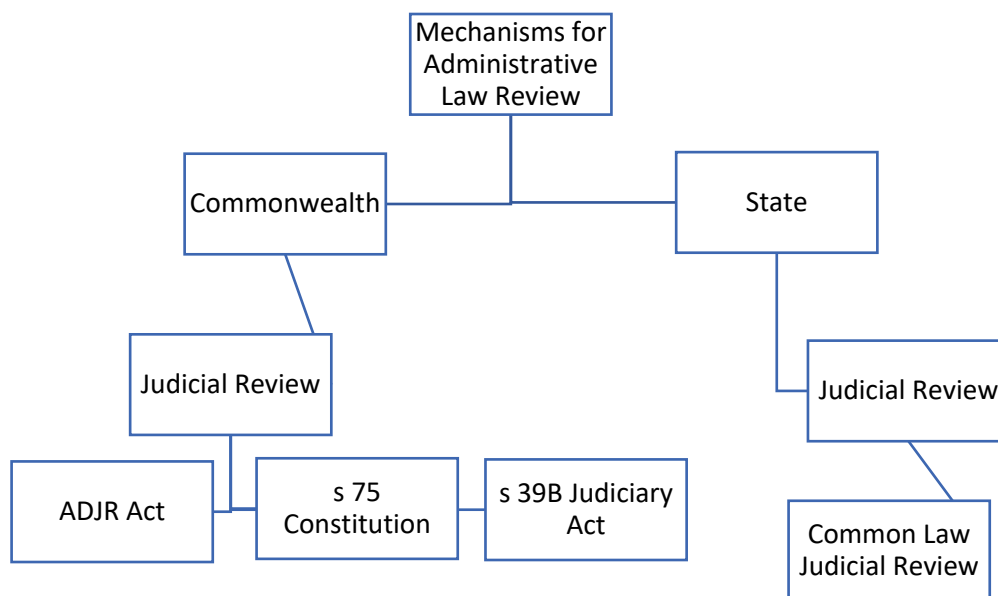 Mechanisms for
Administrative
Law Review
Commonwealth
State
Judicial Review
Judicial Review
ADJR Act
s 75
Constitution
s 39B Judiciary
Act
Common Law
Judicial Review